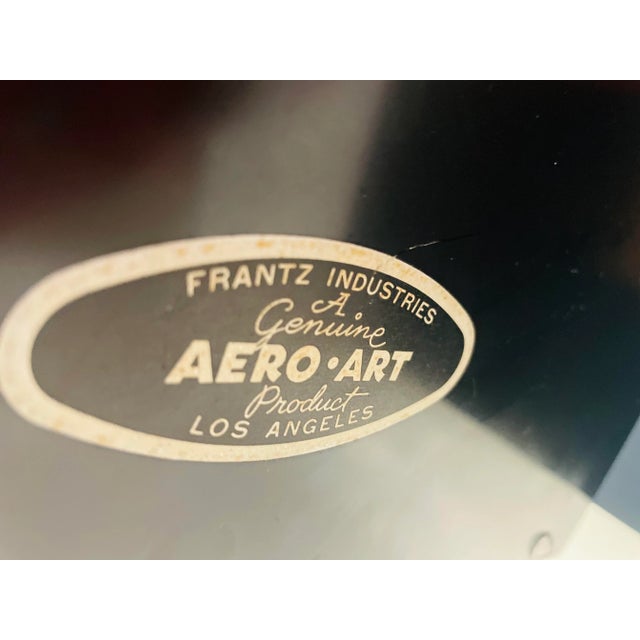 FRANTZ INDUSTRIES
A
Genuine
AERO•ART
Product
LOS ANGELES